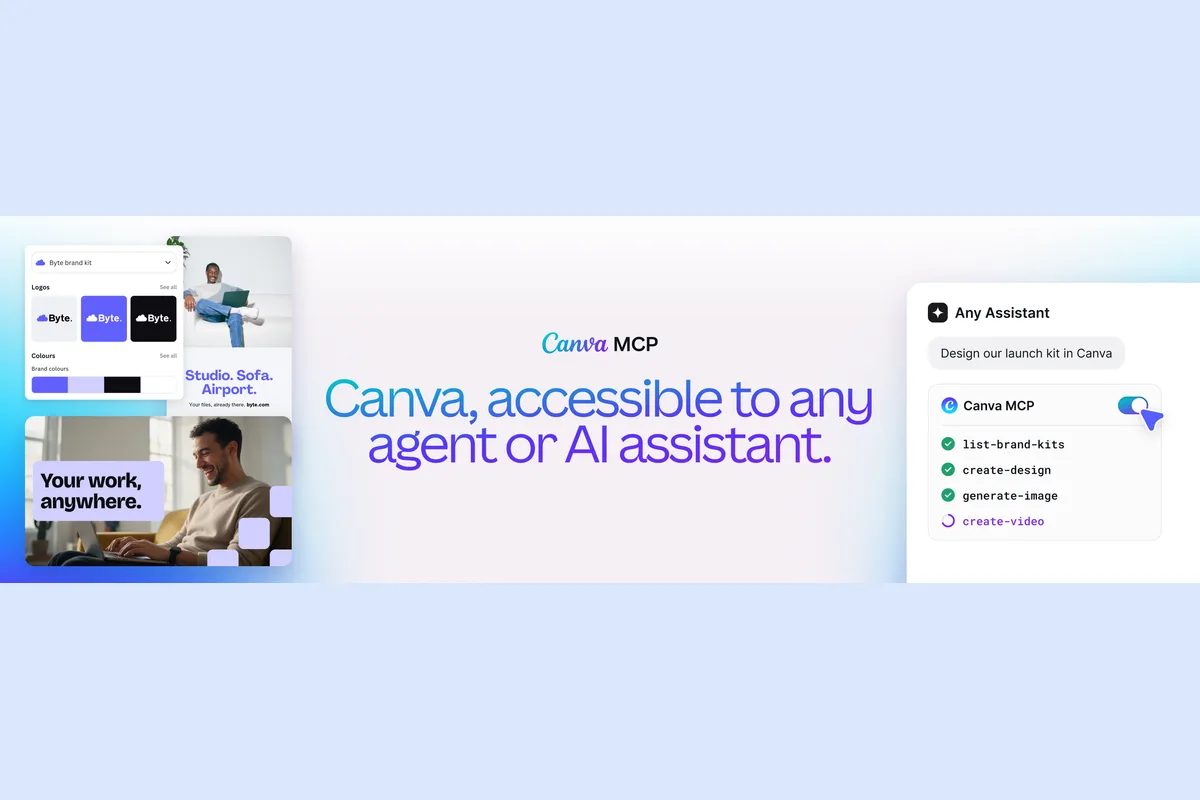 Byte brand kit
Logos
See all
Byte.
Byte.
Byte.
Colours
See all
Brand colours
Studio. Sofa.
Airport.
Your files, already there. byte.com
Your work,
anywhere.
Canva MCP
Canva, accessible to any
agent or AI assistant.
Any Assistant
Design our launch kit in Canva
C
Canva MCP
list-brand-kits
create-design
generate-image
create-video